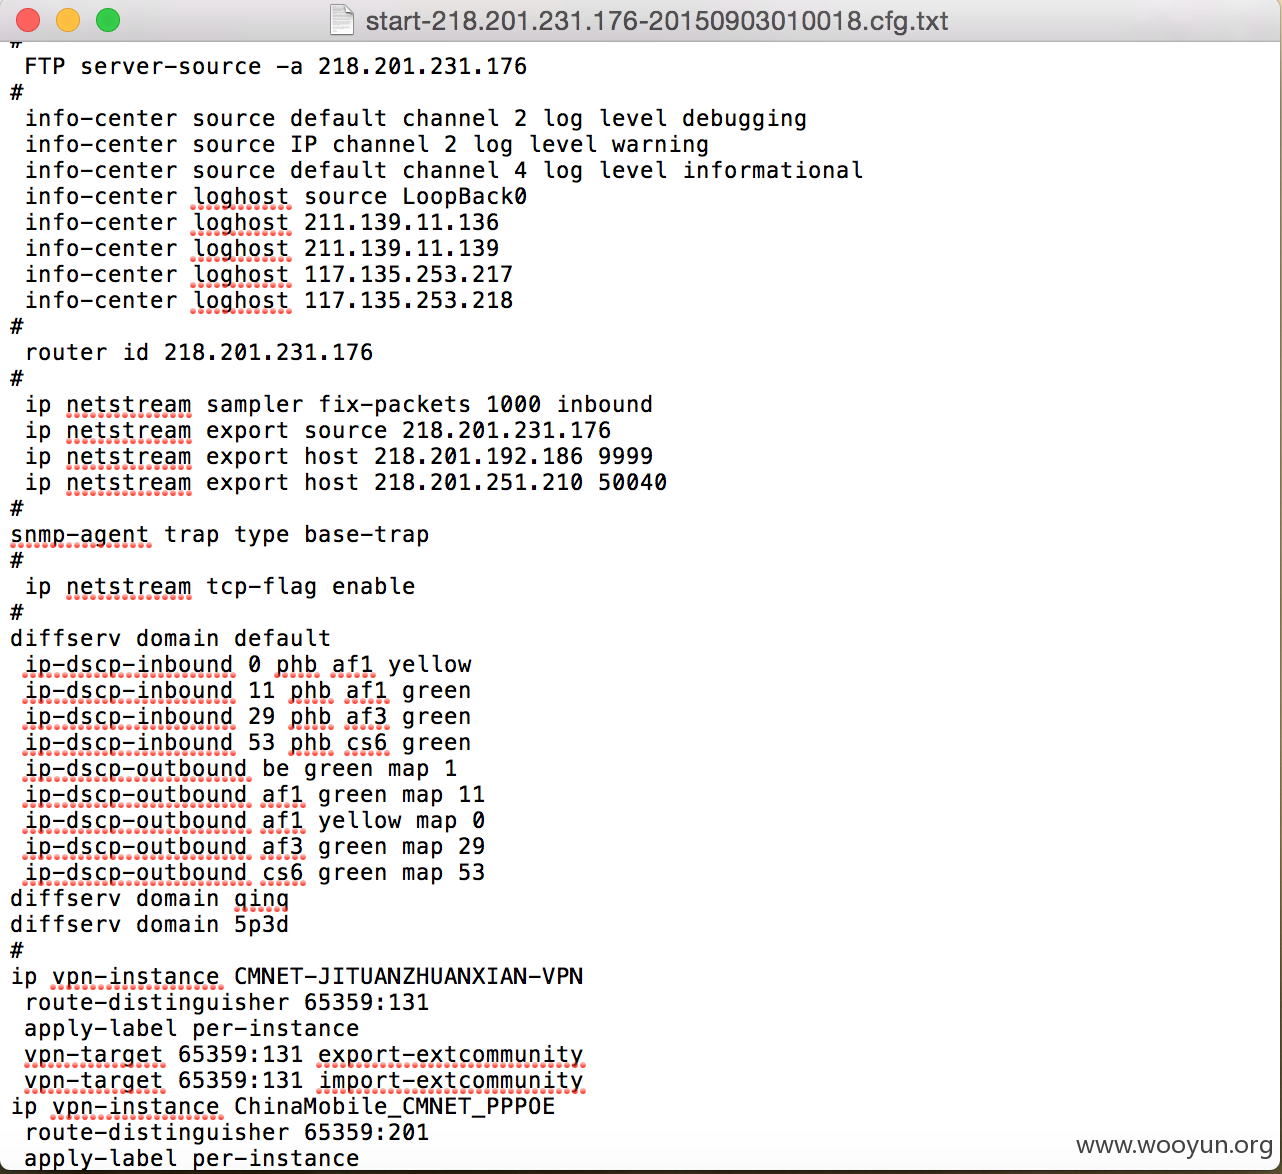 start-218.201.231.176-20150903010018.cfg.txt
#
FTP server-source -a 218.201.231.176
#
info-center source default channel 2 log level debugging
info-center source IP channel 2 log level warning
info-center source default channel 4 log level informational
info-center loghost source LoopBack0
info-center loghost 211.139.11.136
info-center loghost 211.139.11.139
info-center loghost 117.135.253.217
info-center loghost 117.135.253.218
#
router id 218.201.231.176
#
ip netstream sampler fix-packets 1000 inbound
ip netstream export source 218.201.231.176
ip netstream export host 218.201.192.186 9999
ip netstream export host 218.201.251.210 50040
#
snmp-agent trap type base-trap
#
ip netstream tcp-flag enable
#
diffserv domain default
ip-dscp-inbound 0 phb af1 yellow
ip-dscp-inbound 11 phb af1 green
ip-dscp-inbound 29 phb af3 green
ip-dscp-inbound 53 phb cs6 green
ip-dscp-outbound be green map 1
ip-dscp-outbound af1 green map 11
ip-dscp-outbound af1 yellow map 0
ip-dscp-outbound af3 green map 29
ip-dscp-outbound cs6 green map 53
diffserv domain qinq
diffserv domain 5p3d
#
ip vpn-instance CMNET-JITUANZHUANXIAN-VPN
route-distinguisher 65359:131
apply-label per-instance
vpn-target 65359:131 export-extcommunity
vpn-target 65359:131 import-extcommunity
ip vpn-instance ChinaMobile_CMNET_PPPOE
route-distinguisher 65359:201
apply-label per-instance
www.wooyun.org